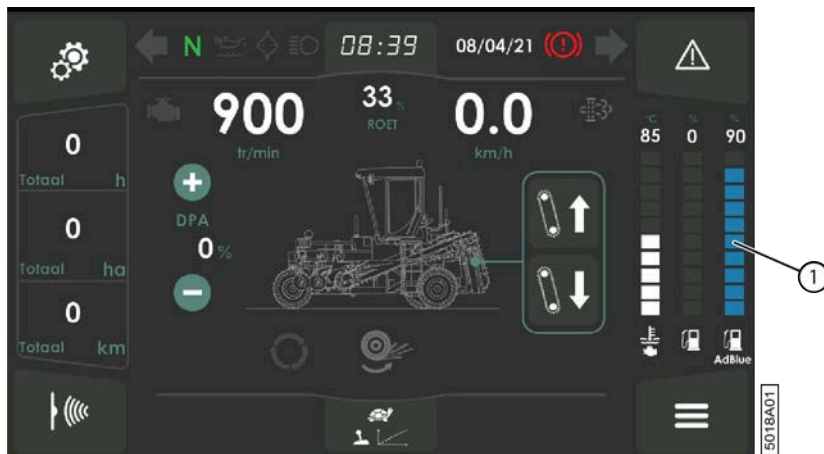 N 08:39 08/04/21
900 33 % 0.0
ROET
tr/min km/h
°C % %
85 0 90
0
Totaal h
DPA
0 %
0
Totaal ha
0
Totaal km
AdBlue
1
5018A01